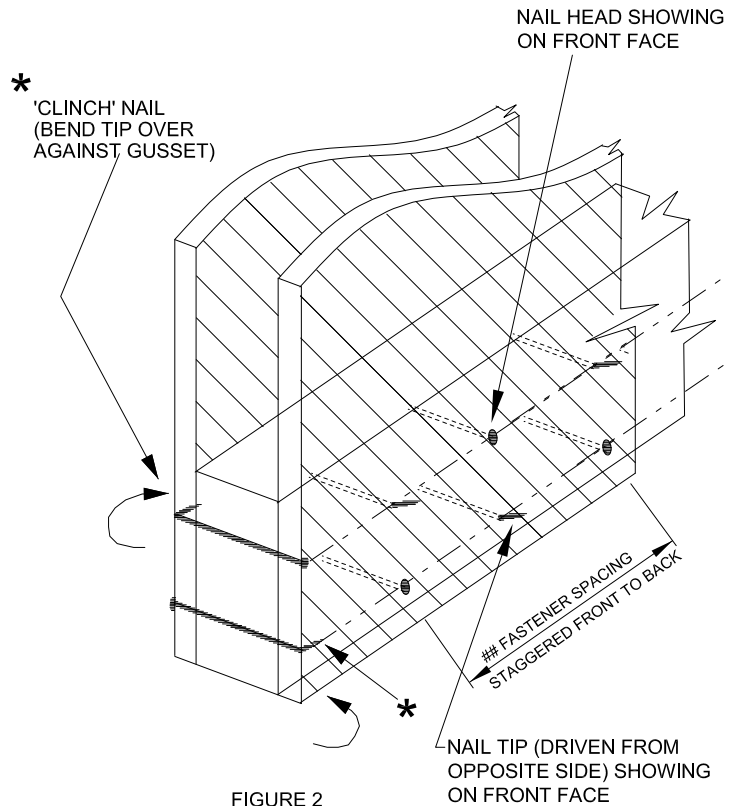 NAIL HEAD SHOWING
ON FRONT FACE
*
'CLINCH' NAIL
(BEND TIP OVER
AGAINST GUSSET)
## FASTENER SPACING
STAGGERED FRONT TO BACK
*
NAIL TIP (DRIVEN FROM
OPPOSITE SIDE) SHOWING
ON FRONT FACE
FIGURE 2